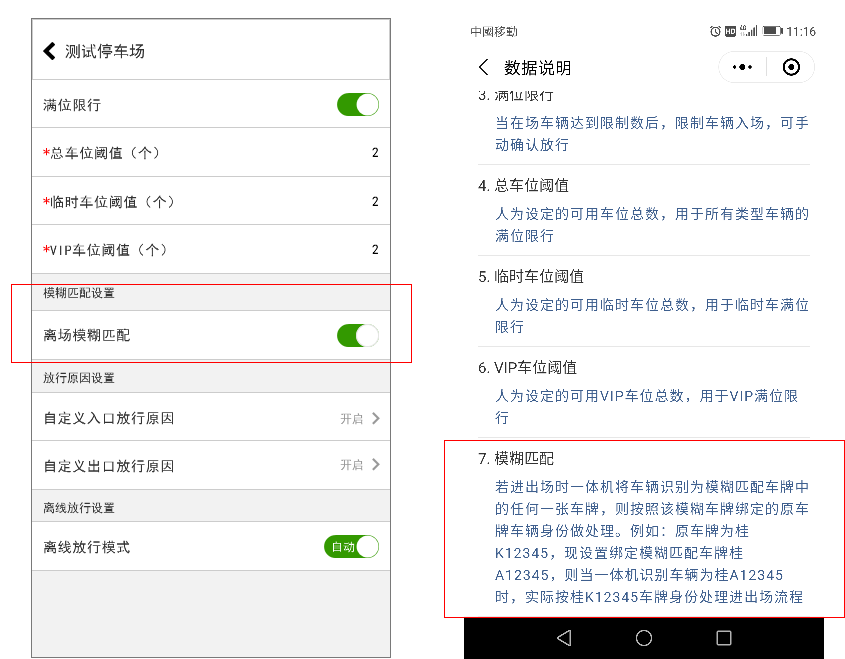 测试停车场
满位限行
*总车位阈值（个）
2
*临时车位阈值（个）
2
*VIP车位阈值（个）
2
模糊匹配设置
离场模糊匹配
放行原因设置
自定义入口放行原因
开启
自定义出口放行原因
开启
离线放行设置
离线放行模式
自动
中國移動
HD
46
11:16
数据说明
3. 满位限行
当在场车辆达到限制数后，限制车辆入场，可手
动确认放行
4. 总车位阈值
人为设定的可用车位总数，用于所有类型车辆的
满位限行
5. 临时车位阈值
人为设定的可用临时车位总数，用于临时车满位
限行
6. VIP车位阈值
人为设定的可用VIP车位总数，用于VIP满位限
行
7. 模糊匹配
若进出场时一体机将车辆识别为模糊匹配车牌中
的任何一张车牌，则按照该模糊车牌绑定的原车
牌车辆身份做处理。例如：原车牌为桂
K12345，现设置绑定模糊匹配车牌桂
A12345，则当一体机识别车辆为桂A12345
时，实际按桂K12345车牌身份处理进出场流程